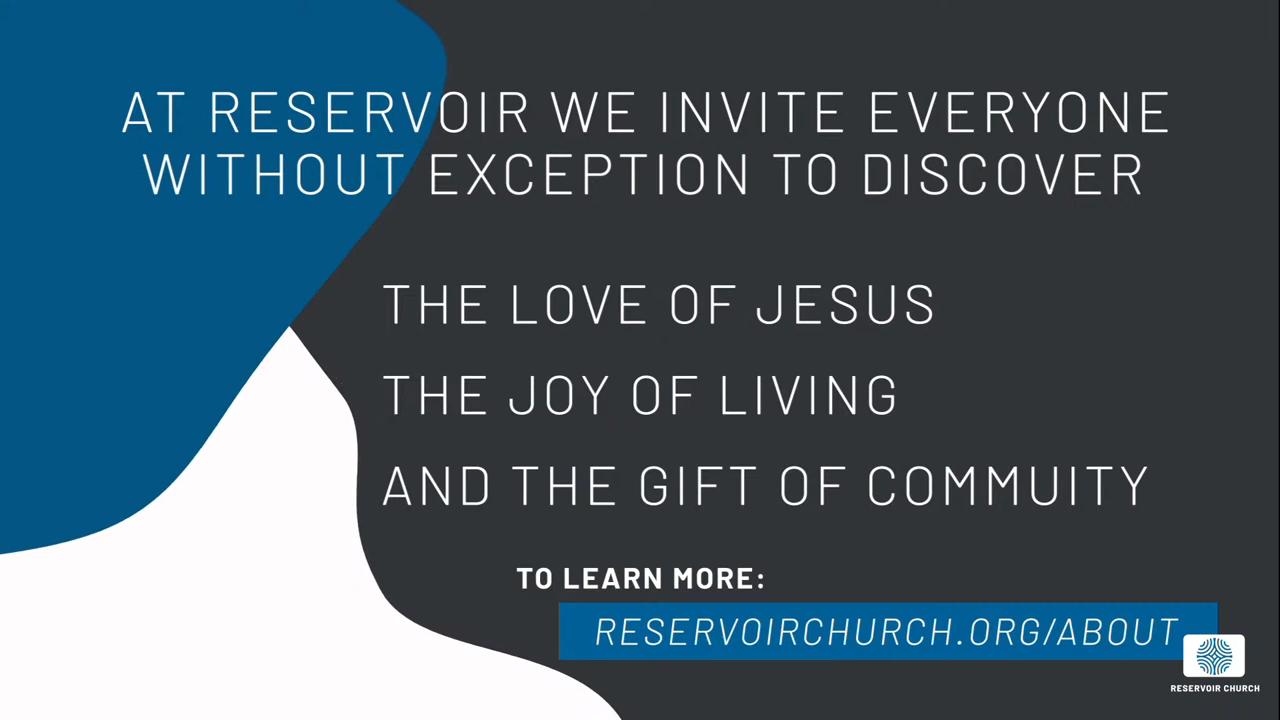 AT RESERVOIR WE INVITE EVERYONE
WITHOUT EXCEPTION TO DISCOVER
THE LOVE OF JESUS
THE JOY OF LIVING
AND THE GIFT OF COMMUITY
TO LEARN MORE:
RESERVOIRCHURCH.ORG/ABOUT
RESERVOIR CHURCH